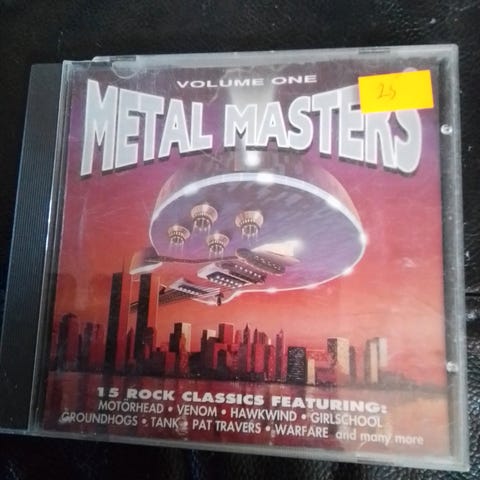 VOLUME ONE
25
METAL MASTERS
15 ROCK CLASSICS FEATURING:
MOTÖRHEAD • VENOM • HAWKWIND • GIRLSCHOOL
GROUNDHOGS • TANK • PAT TRAVERS • WARFARE and many more